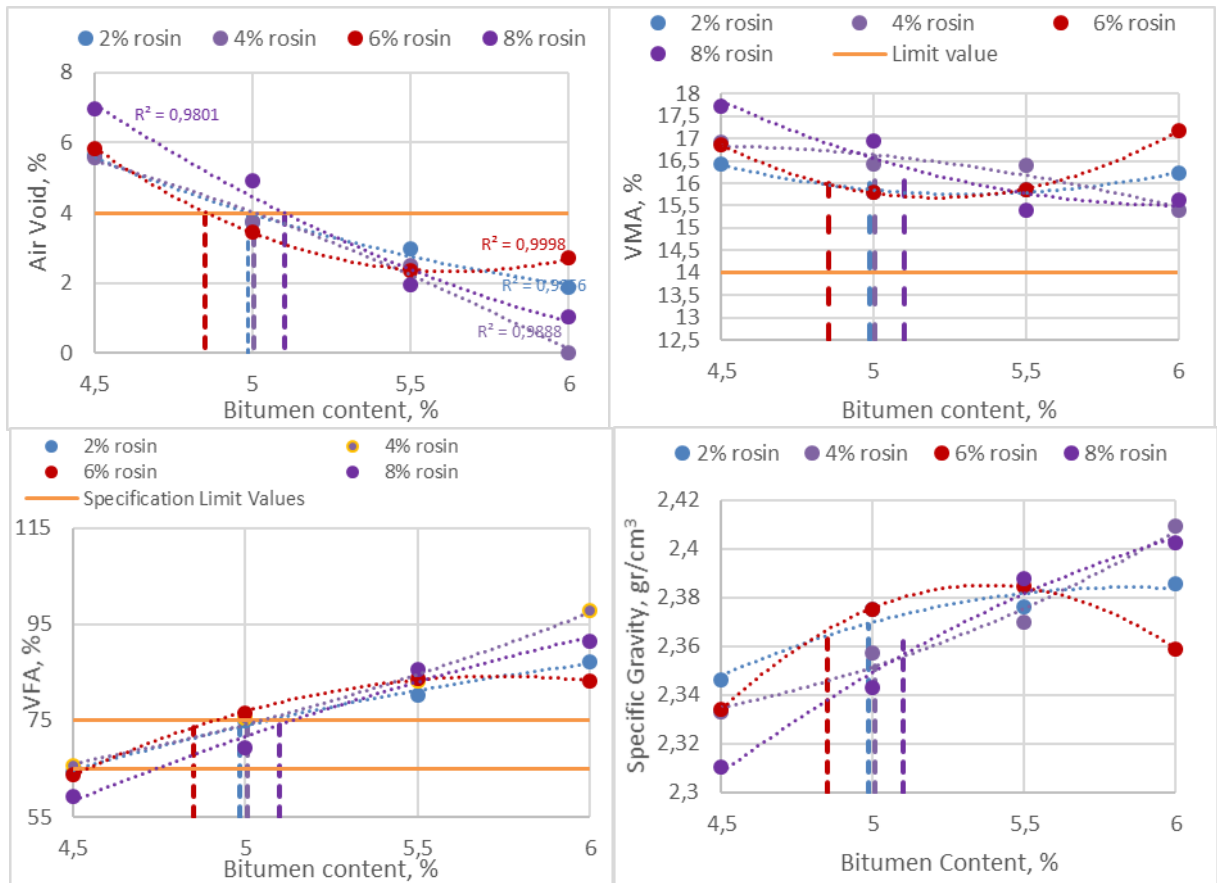 2% rosin 4% rosin 6% rosin 8% rosin
8
6
4
2
0
Air Void, %
R² = 0,9801
R² = 0,9998
R² = 0,9888
4,5 5 5,5 6
Bitumen content, %
2% rosin 4% rosin 6% rosin
8% rosin Limit value
18
17,5
17
16,5
16
15,5
15
14,5
14
13,5
13
12,5
VMA, %
4,5 5 5,5 6
Bitumen content, %
2% rosin 4% rosin
6% rosin 8% rosin
Specification Limit Values
115
95
75
55
VFA, %
4,5 5 5,5 6
Bitumen content, %
2% rosin 4% rosin 6% rosin 8% rosin
2,42
2,4
2,38
2,36
2,34
2,32
2,3
Specific Gravity, gr/cm³
4,5 5 5,5 6
Bitumen Content, %